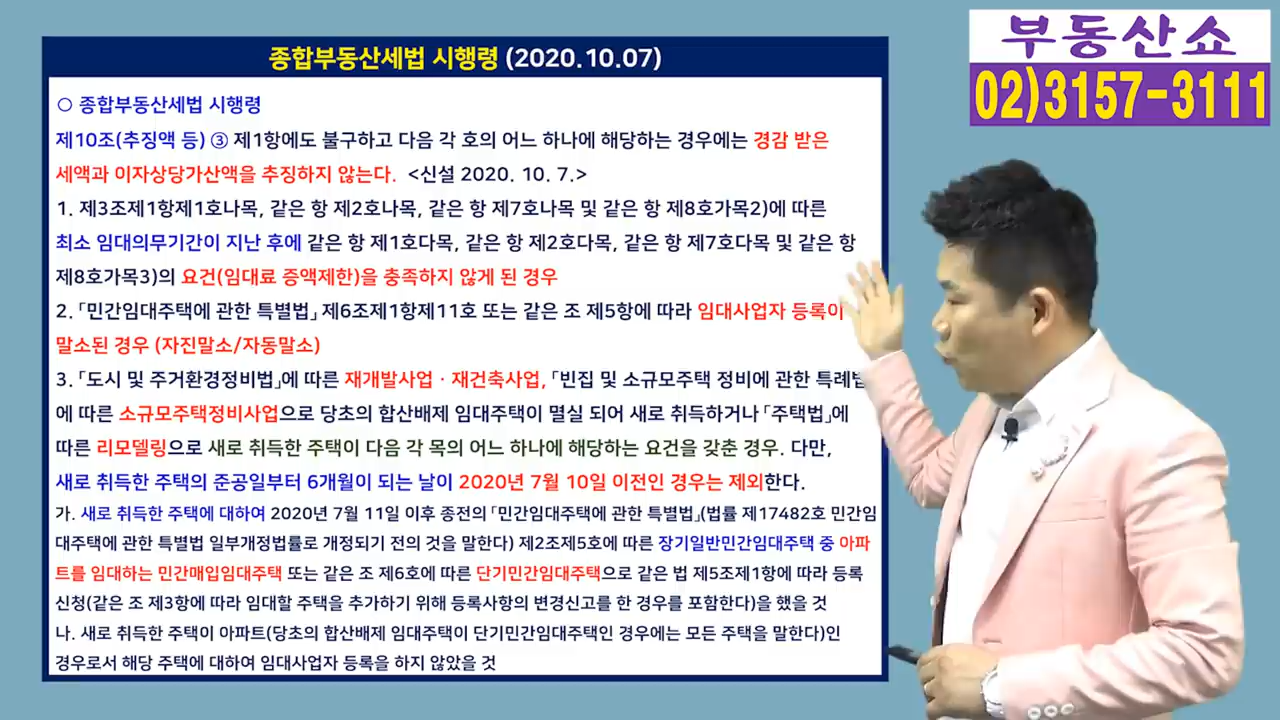 종합부동산세법 시행령 (2020.10.07)
부동산쇼
02)3157-3111
○ 종합부동산세법 시행령
제10조(추징액 등) ③ 제1항에도 불구하고 다음 각 호의 어느 하나에 해당하는 경우에는 경감 받은
세액과 이자상당가산액을 추징하지 않는다. <신설 2020. 10. 7.>
1. 제3조제1항제1호나목, 같은 항 제2호나목, 같은 항 제7호나목 및 같은 항 제8호가목2)에 따른
최소 임대의무기간이 지난 후에 같은 항 제1호다목, 같은 항 제2호다목, 같은 항 제7호다목 및 같은 항
제8호가목3)의 요건(임대료 증액제한)을 충족하지 않게 된 경우
2. 「민간임대주택에 관한 특별법」 제6조제1항제11호 또는 같은 조 제5항에 따라 임대사업자 등록이
말소된 경우 (자진말소/자동말소)
3. 「도시 및 주거환경정비법」에 따른 재개발사업ㆍ재건축사업, 「빈집 및 소규모주택 정비에 관한 특례법
에 따른 소규모주택정비사업으로 당초의 합산배제 임대주택이 멸실 되어 새로 취득하거나 「주택법」에
따른 리모델링으로 새로 취득한 주택이 다음 각 목의 어느 하나에 해당하는 요건을 갖춘 경우. 다만,
새로 취득한 주택의 준공일부터 6개월이 되는 날이 2020년 7월 10일 이전인 경우는 제외한다.
가. 새로 취득한 주택에 대하여 2020년 7월 11일 이후 종전의 「민간임대주택에 관한 특별법」(법률 제17482호 민간임
대주택에 관한 특별법 일부개정법률로 개정되기 전의 것을 말한다) 제2조제5호에 따른 장기일반민간임대주택 중 아파
트를 임대하는 민간매입임대주택 또는 같은 조 제6호에 따른 단기민간임대주택으로 같은 법 제5조제1항에 따라 등록
신청(같은 조 제3항에 따라 임대할 주택을 추가하기 위해 등록사항의 변경신고를 한 경우를 포함한다)을 했을 것
나. 새로 취득한 주택이 아파트(당초의 합산배제 임대주택이 단기민간임대주택인 경우에는 모든 주택을 말한다)인
경우로서 해당 주택에 대하여 임대사업자 등록을 하지 않았을 것